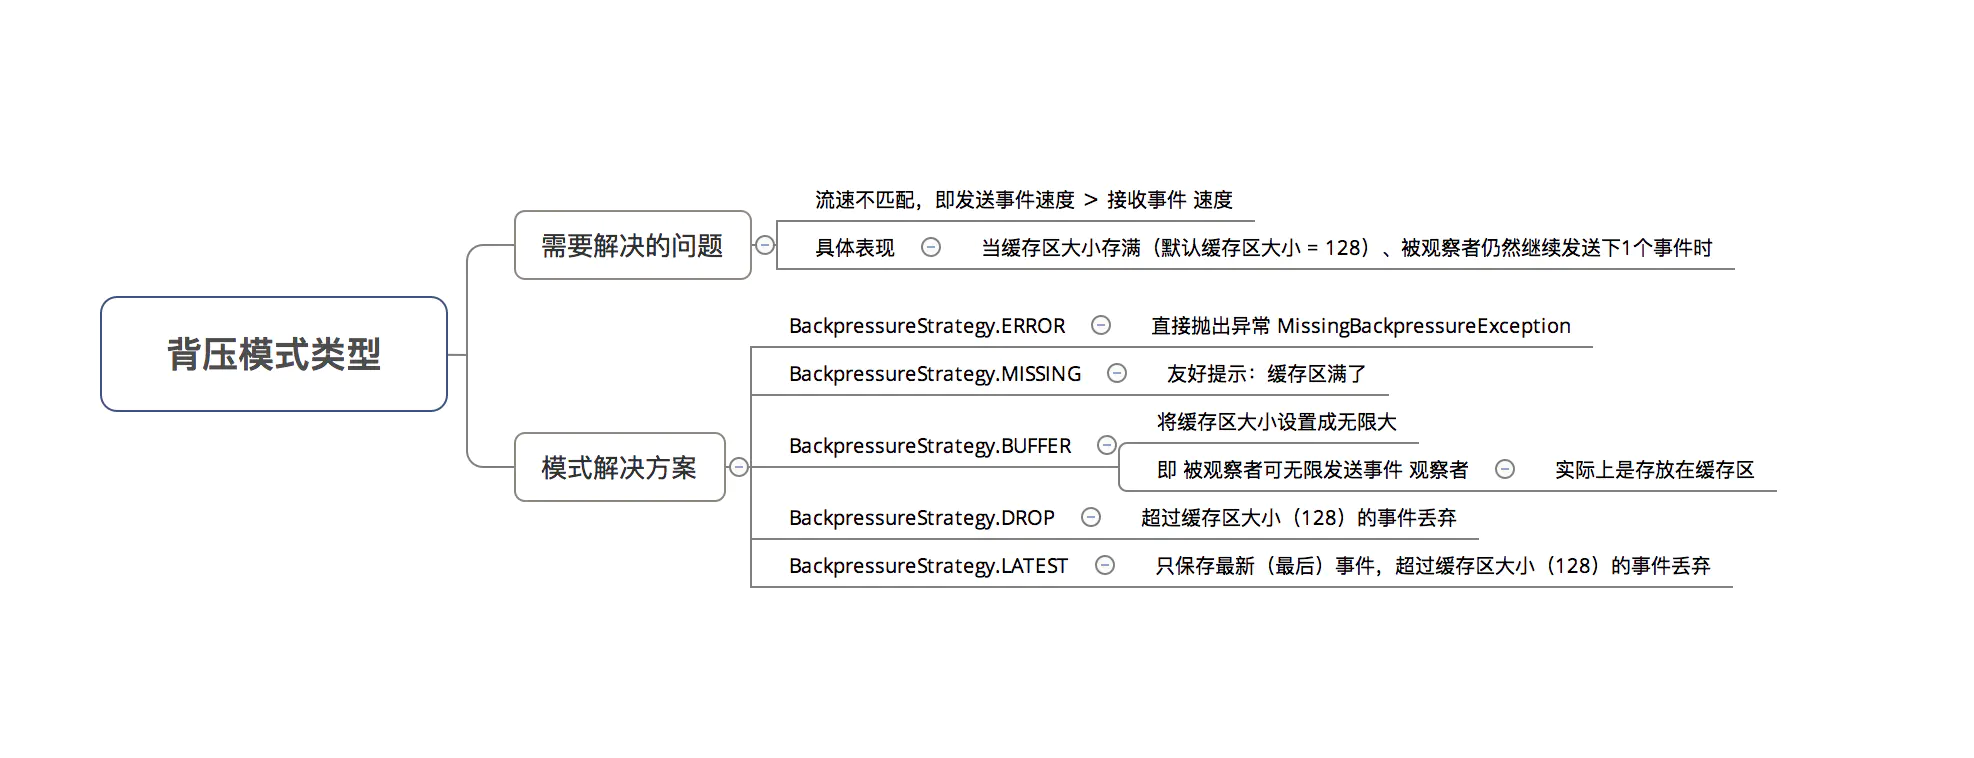 背压模式类型
需要解决的问题
流速不匹配，即发送事件速度 > 接收事件 速度
具体表现
当缓存区大小存满（默认缓存区大小 = 128）、被观察者仍然继续发送下1个事件时
模式解决方案
BackpressureStrategy.ERROR
直接抛出异常 MissingBackpressureException
BackpressureStrategy.MISSING
友好提示：缓存区满了
BackpressureStrategy.BUFFER
将缓存区大小设置成无限大
即 被观察者可无限发送事件 观察者
实际上是存放在缓存区
BackpressureStrategy.DROP
超过缓存区大小（128）的事件丢弃
BackpressureStrategy.LATEST
只保存最新（最后）事件，超过缓存区大小（128）的事件丢弃